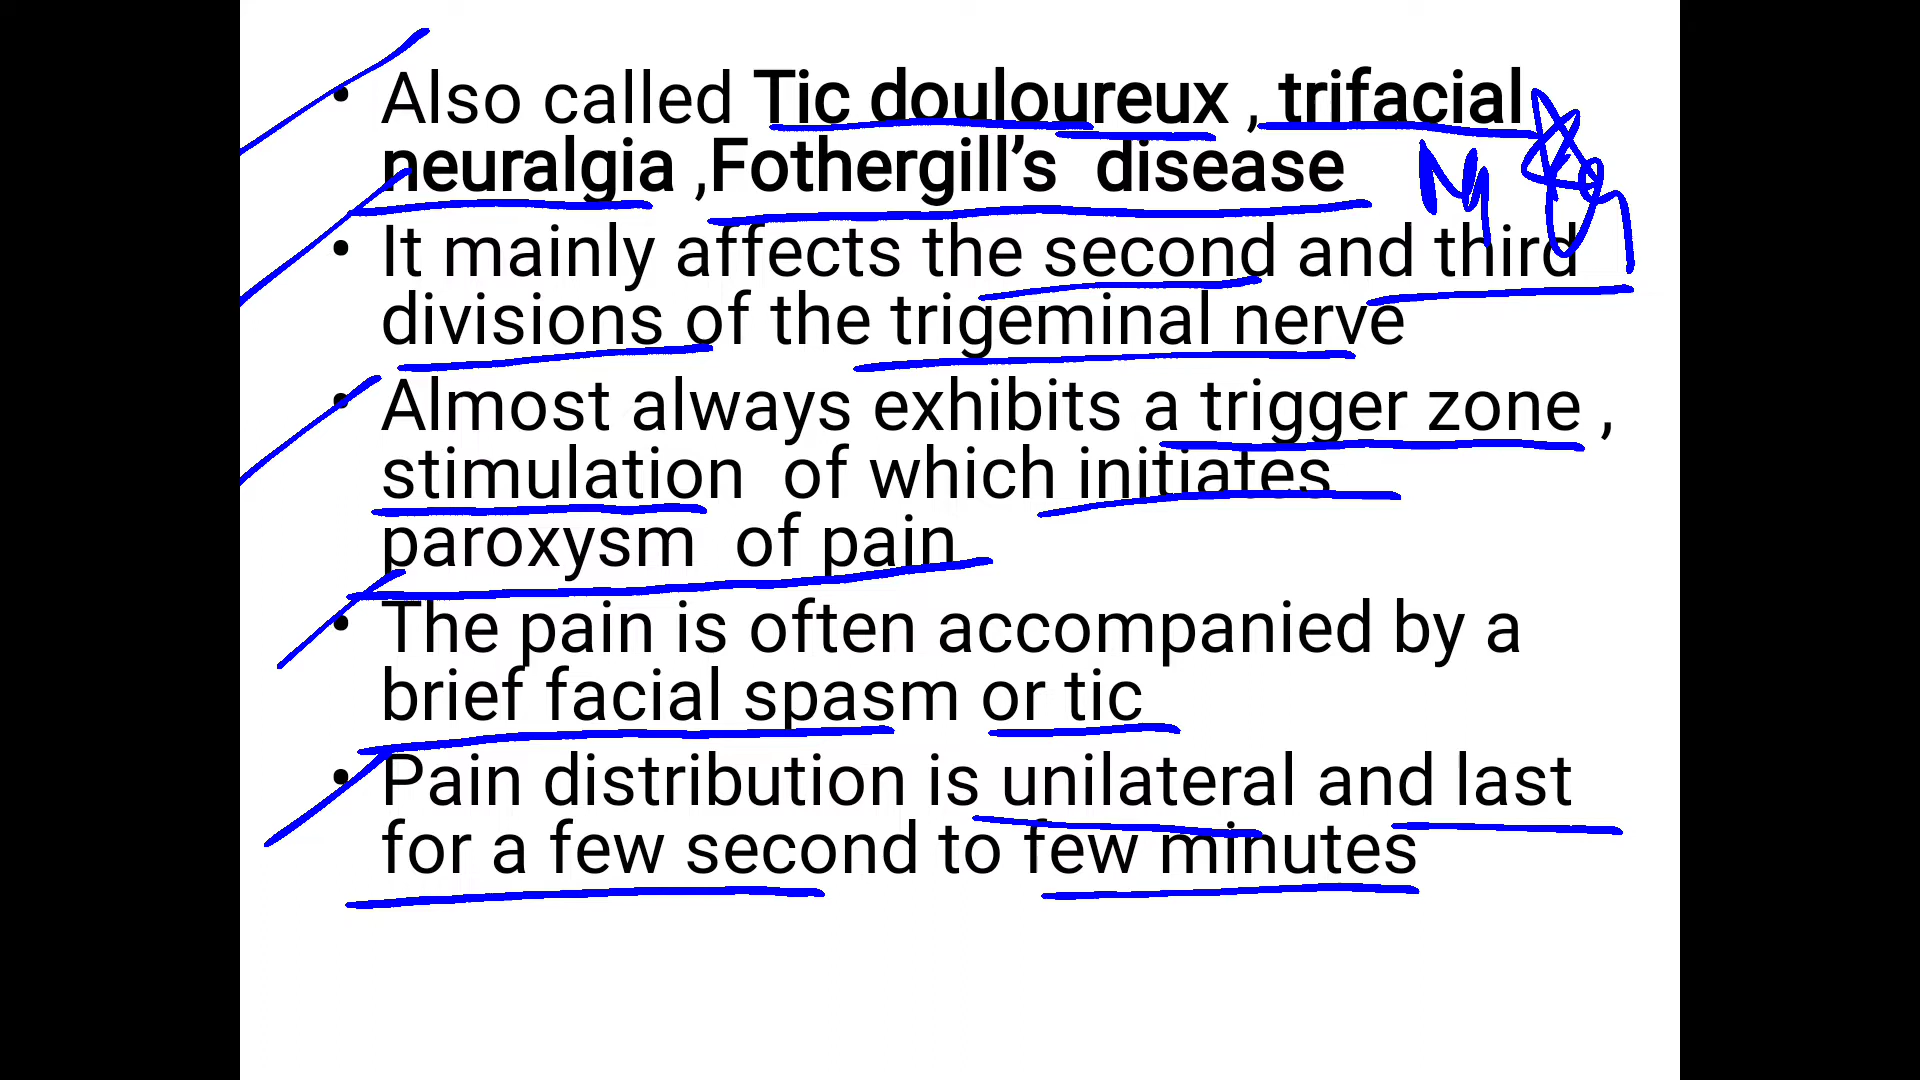 • Also called Tic douloureux , trifacial
neuralgia ,Fothergill’s disease
• It mainly affects the second and third
divisions of the trigeminal nerve
• Almost always exhibits a trigger zone ,
stimulation of which initiates
paroxysm of pain
• The pain is often accompanied by a
brief facial spasm or tic
• Pain distribution is unilateral and last
for a few second to few minutes